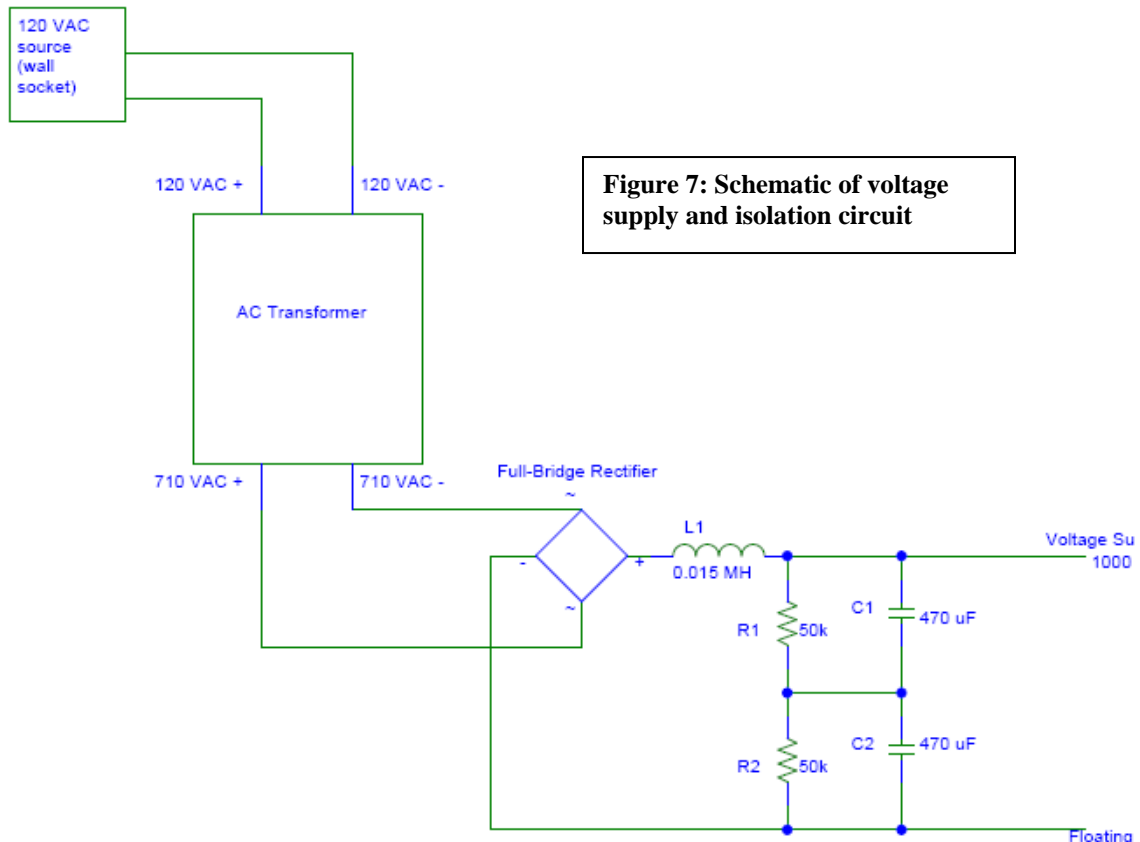 120 VAC
source
(wall
socket)
120 VAC +
120 VAC -
Figure 7: Schematic of voltage
supply and isolation circuit
AC Transformer
710 VAC +
710 VAC -
Full-Bridge Rectifier
~
L1
-
+
0.015 MH
~
Voltage Su
1000
R1
50k
C1
470 uF
R2
50k
C2
470 uF
Floating